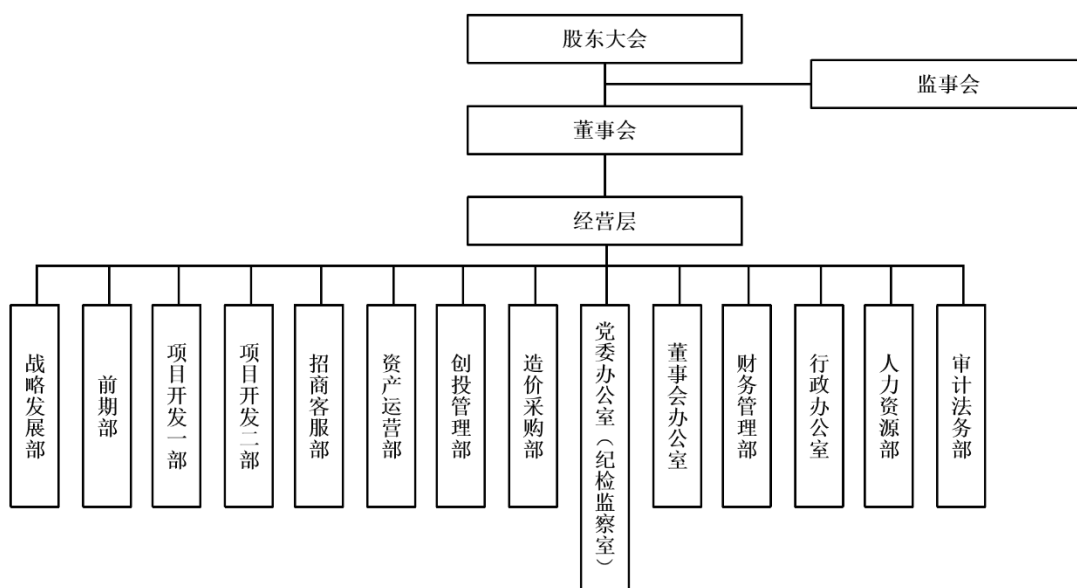 股东大会
监事会
董事会
经营层
战略发展部
前期部
项目开发一部
项目开发二部
招商客服部
资产运营部
创投管理部
造价采购部
党委办公室（纪检监察室）
董事会办公室
财务管理部
行政办公室
人力资源部
审计法务部